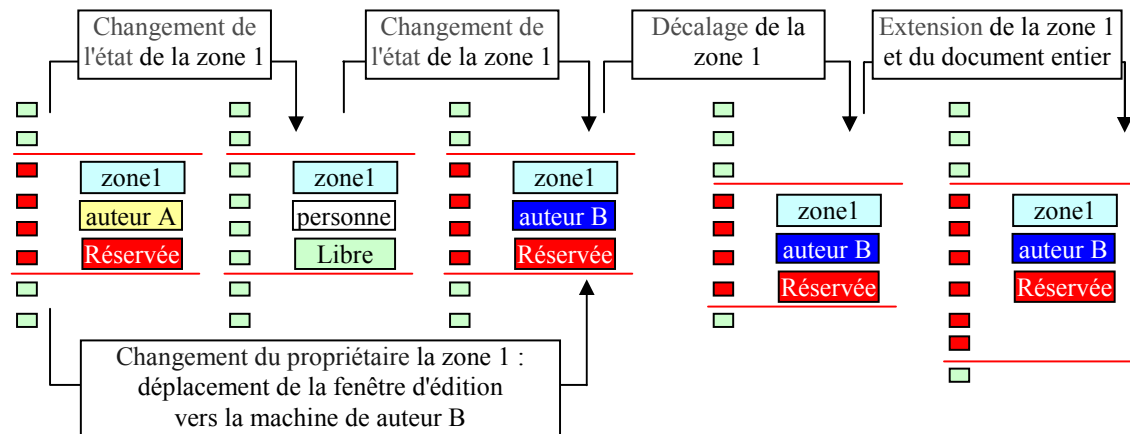 Changement de
l'état de la zone 1
Changement de
l'état de la zone 1
Décalage de la
zone 1
Extension de la zone 1
et du document entier
zone1
auteur A
Réservée
zone1
personne
Libre
zone1
auteur B
Réservée
zone1
auteur B
Réservée
zone1
auteur B
Réservée
Changement du propriétaire la zone 1 :
déplacement de la fenêtre d'édition
vers la machine de auteur B